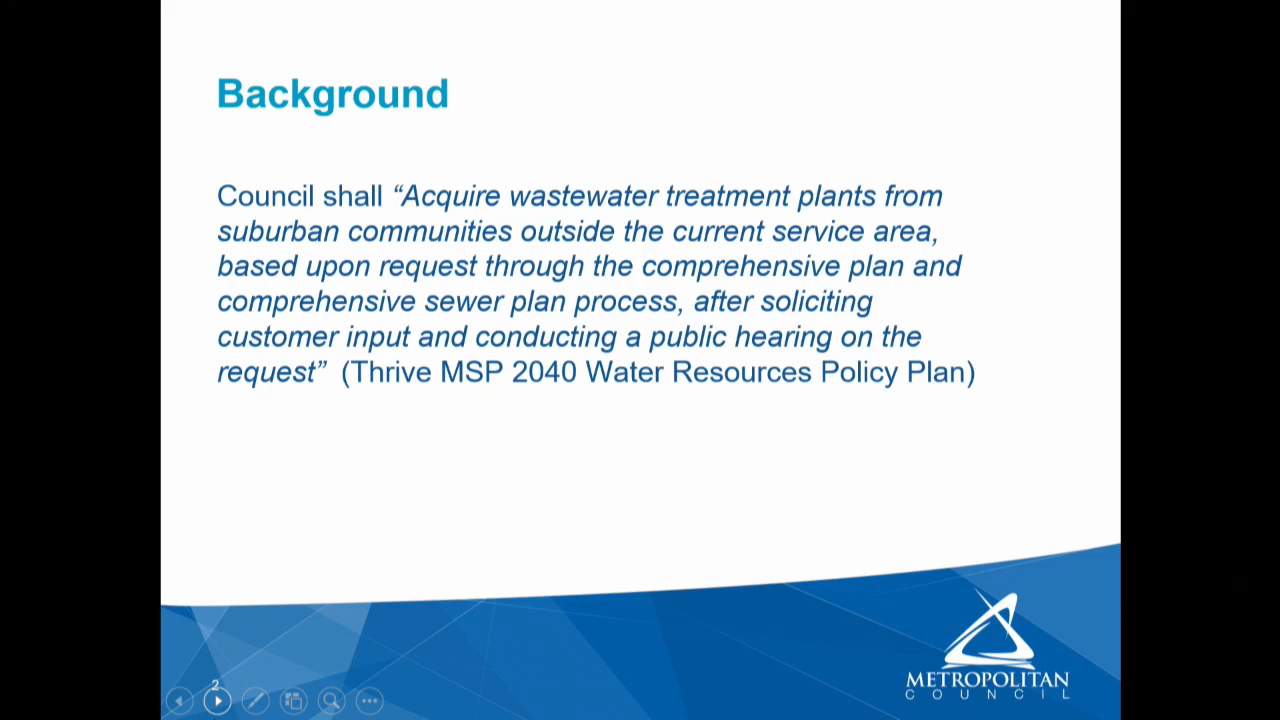 Background
Council shall “Acquire wastewater treatment plants from
suburban communities outside the current service area,
based upon request through the comprehensive plan and
comprehensive sewer plan process, after soliciting
customer input and conducting a public hearing on the
request” (Thrive MSP 2040 Water Resources Policy Plan)
2
METROPOLITAN
COUNCIL